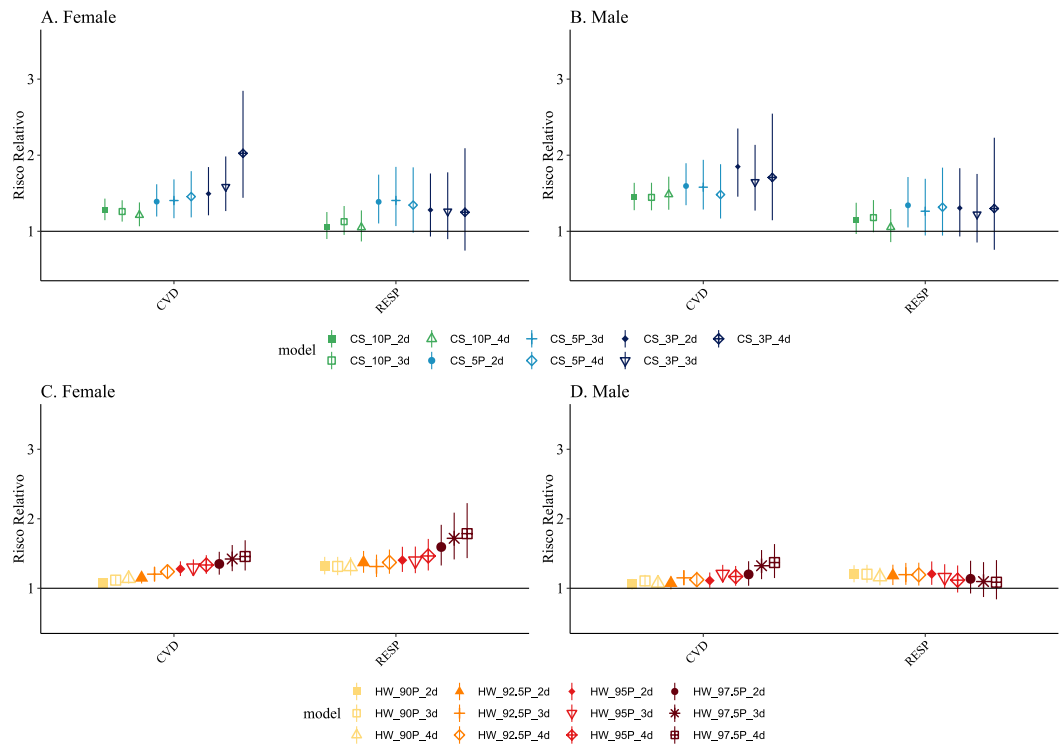 A. Female
B. Male
Risco Relativo
3
2
1
CVD
RESP
Risco Relativo
3
2
1
CVD
RESP
model
CS_10P_2d
CS_10P_4d
CS_5P_3d
CS_3P_2d
CS_3P_4d
CS_10P_3d
CS_5P_2d
CS_5P_4d
CS_3P_3d
C. Female
D. Male
Risco Relativo
3
2
1
CVD
RESP
Risco Relativo
3
2
1
CVD
RESP
model
HW_90P_2d
HW_92.5P_2d
HW_95P_2d
HW_97.5P_2d
HW_90P_3d
HW_92.5P_3d
HW_95P_3d
HW_97.5P_3d
HW_90P_4d
HW_92.5P_4d
HW_95P_4d
HW_97.5P_4d